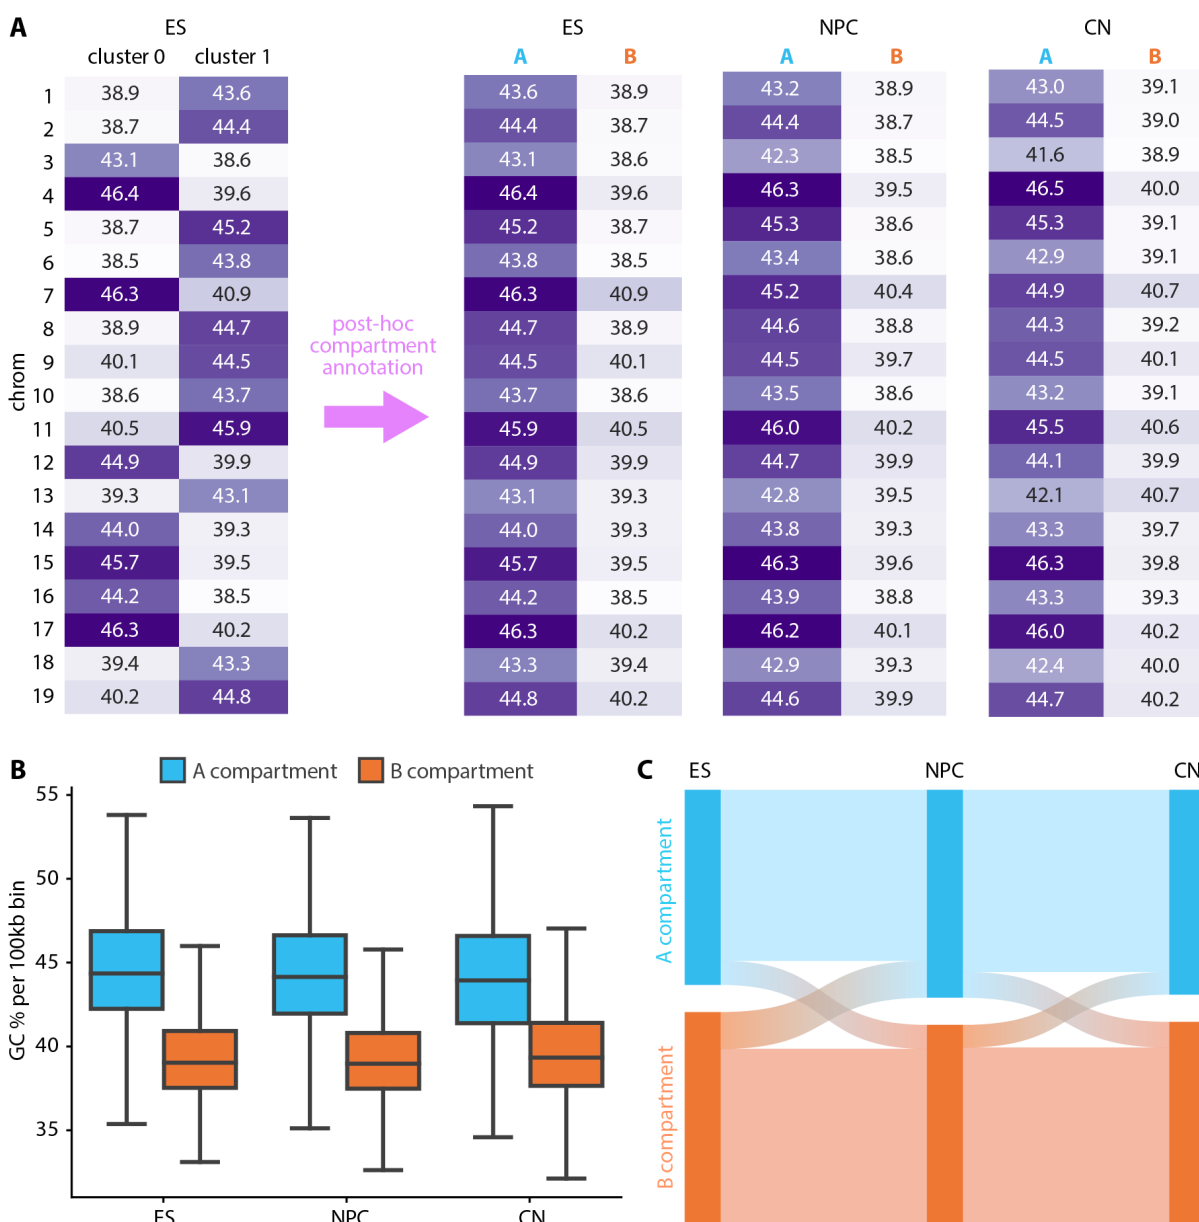 A
ES ES NPC CN
cluster 0 cluster 1 A B A B A B
chrom
1 38.9 43.6 43.6 38.9 43.2 38.9 43.0 39.1
2 38.7 44.4 44.4 38.7 44.4 38.7 44.5 39.0
3 43.1 38.6 43.1 38.6 42.3 38.5 41.6 38.9
4 46.4 39.6 46.4 39.6 46.3 39.5 46.5 40.0
5 38.7 45.2 45.2 38.7 45.3 38.6 45.3 39.1
6 38.5 43.8 43.8 38.5 43.4 38.6 42.9 39.1
7 46.3 40.9 46.3 40.9 45.2 40.4 44.9 40.7
8 38.9 44.7 44.7 38.9 44.6 38.8 44.3 39.2
9 40.1 44.5 44.5 40.1 44.5 39.7 44.5 40.1
10 38.6 43.7 43.7 38.6 43.5 38.6 43.2 39.1
11 40.5 45.9 45.9 40.5 46.0 40.2 45.5 40.6
12 44.9 39.9 44.9 39.9 44.7 39.9 44.1 39.9
13 39.3 43.1 43.1 39.3 42.8 39.5 42.1 40.7
14 44.0 39.3 44.0 39.3 43.8 39.3 43.3 39.7
15 45.7 39.5 45.7 39.5 46.3 39.6 46.3 39.8
16 44.2 38.5 44.2 38.5 43.9 38.8 43.3 39.3
17 46.3 40.2 46.3 40.2 46.2 40.1 46.0 40.2
18 39.4 43.3 43.3 39.4 42.9 39.3 42.4 40.0
19 40.2 44.8 44.8 40.2 44.6 39.9 44.7 40.2
post-hoc
compartment
annotation
B
A compartment B compartment
GC % per 100kb bin
55
50
45
40
35
ES NPC CN
C
ES NPC CN
A compartment
B compartment